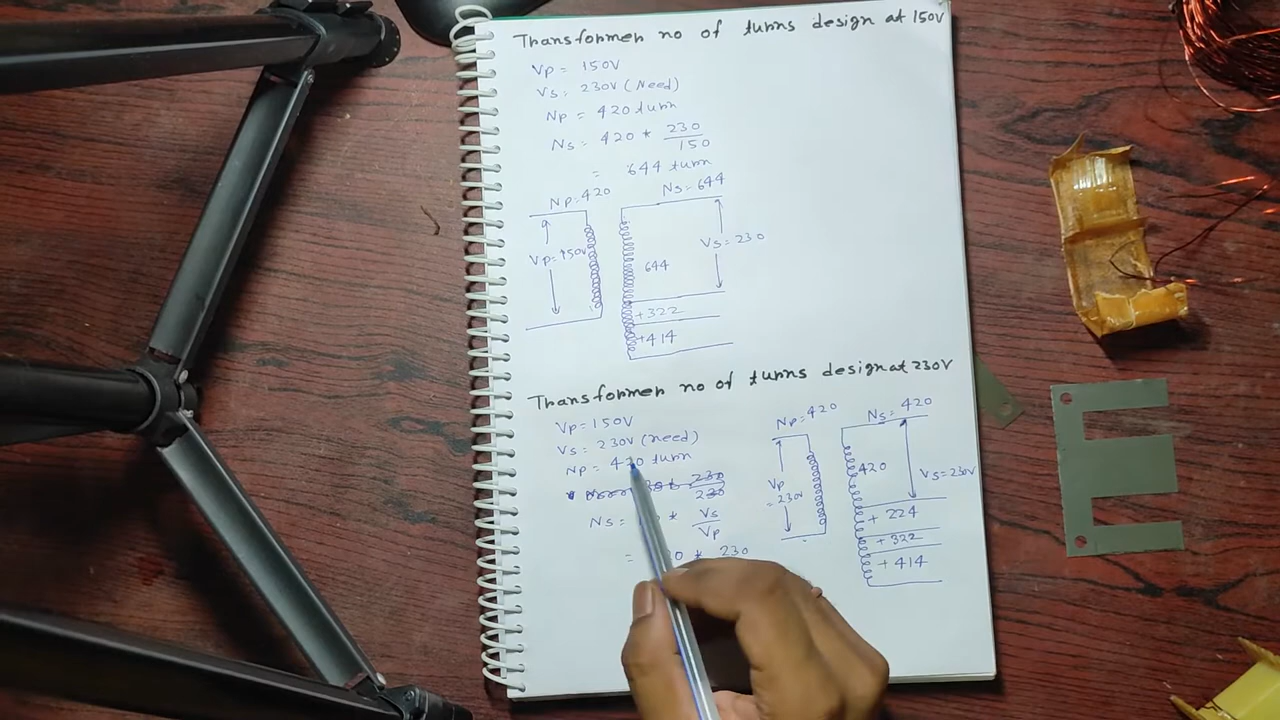 Transformer no of turns design at 150V
Vp = 150V
Vs = 230V (Need)
Np = 420 turn
Ns = 420 * 230/150
= 644 turn
Np = 420
Ns = 644
Vp = 150V
Vs = 230
644
+322
+414
Transformer no of turns design at 230V
Vp = 150V
Vs = 230V (need)
Np = 420 turn
230
230
Ns = * Vs/Vp
= * 230
Np = 420
Ns = 420
Vp = 230V
420
Vs = 230V
+ 224
+ 322
+ 414